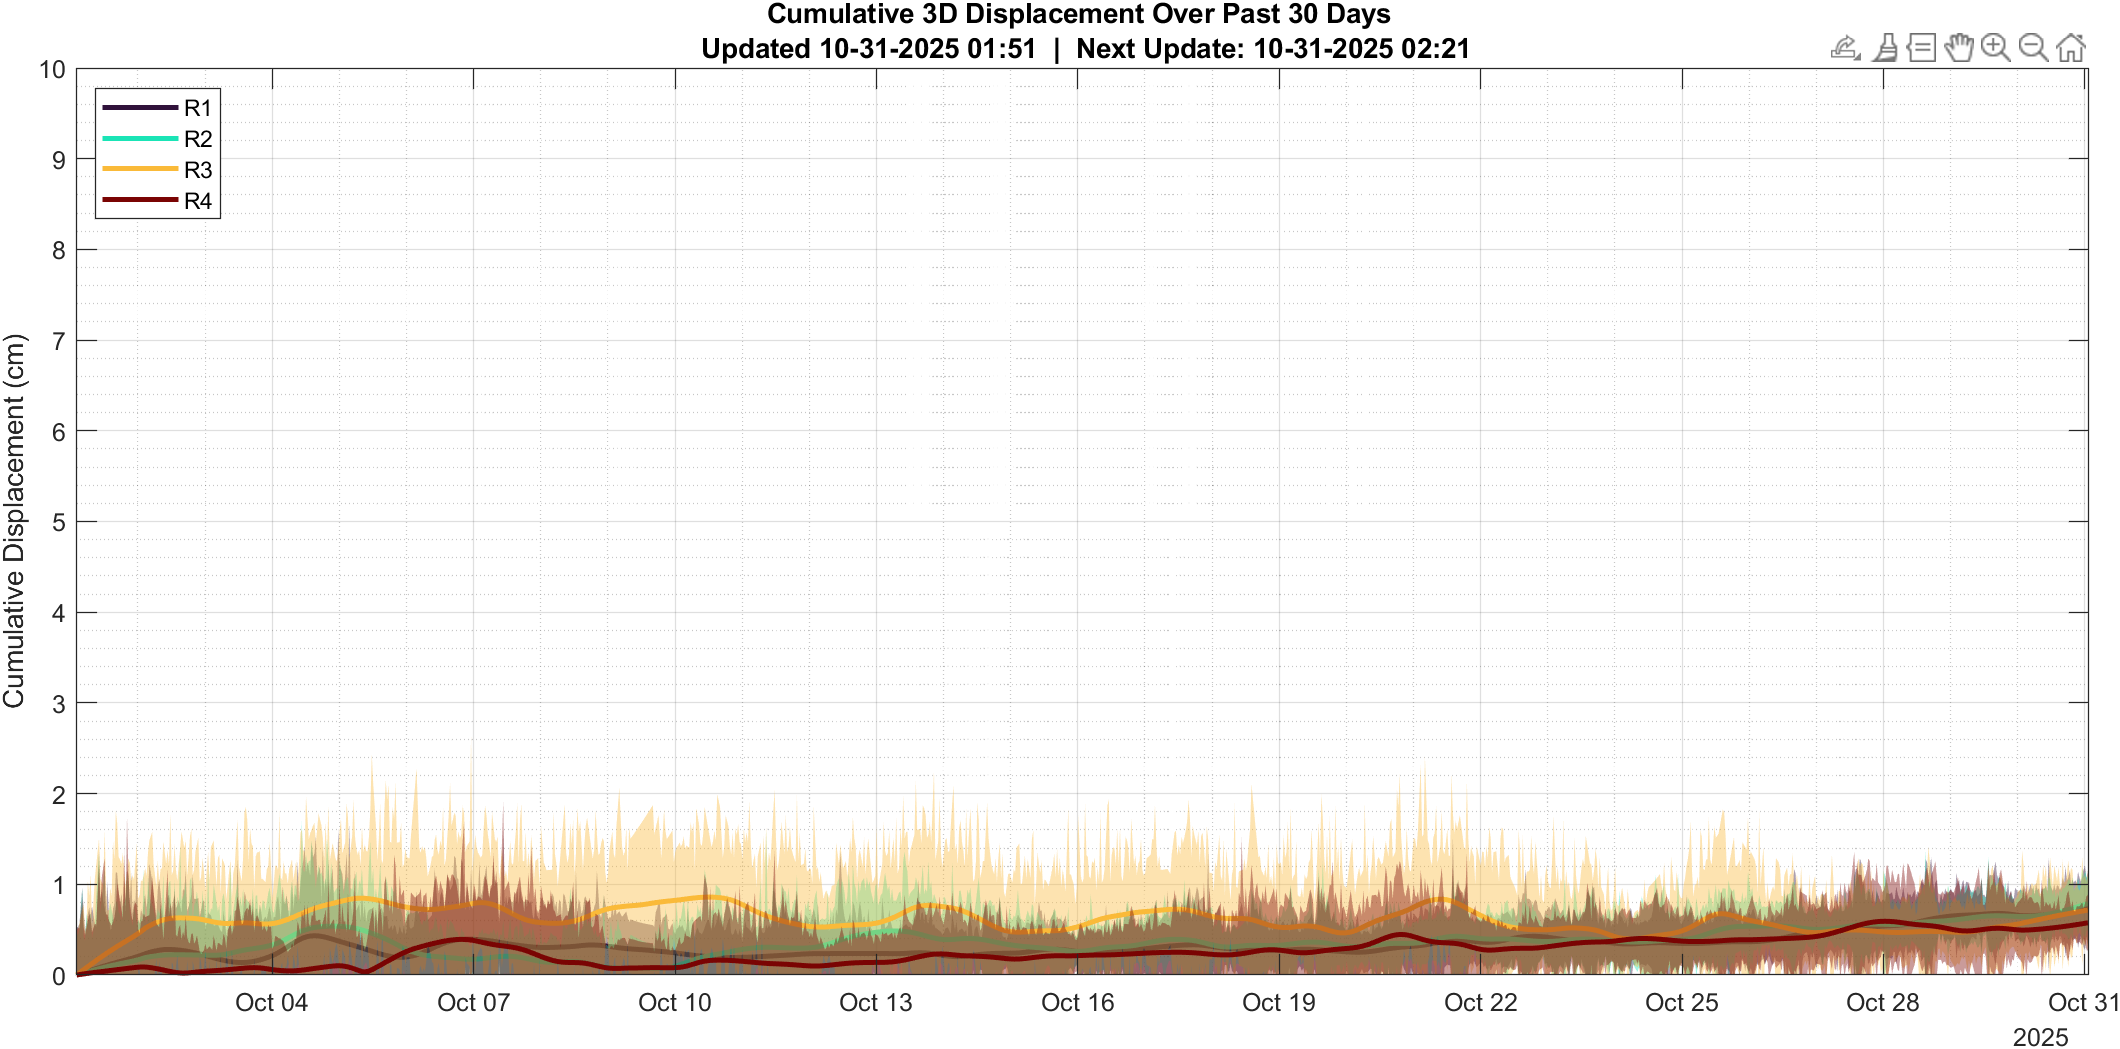 Cumulative 3D Displacement Over Past 30 Days
Updated 10-31-2025 01:51 | Next Update: 10-31-2025 02:21
R1
R2
R3
R4
Cumulative Displacement (cm)
10
9
8
7
6
5
4
3
2
1
0
Oct 04 Oct 07 Oct 10 Oct 13 Oct 16 Oct 19 Oct 22 Oct 25 Oct 28 Oct 31
2025